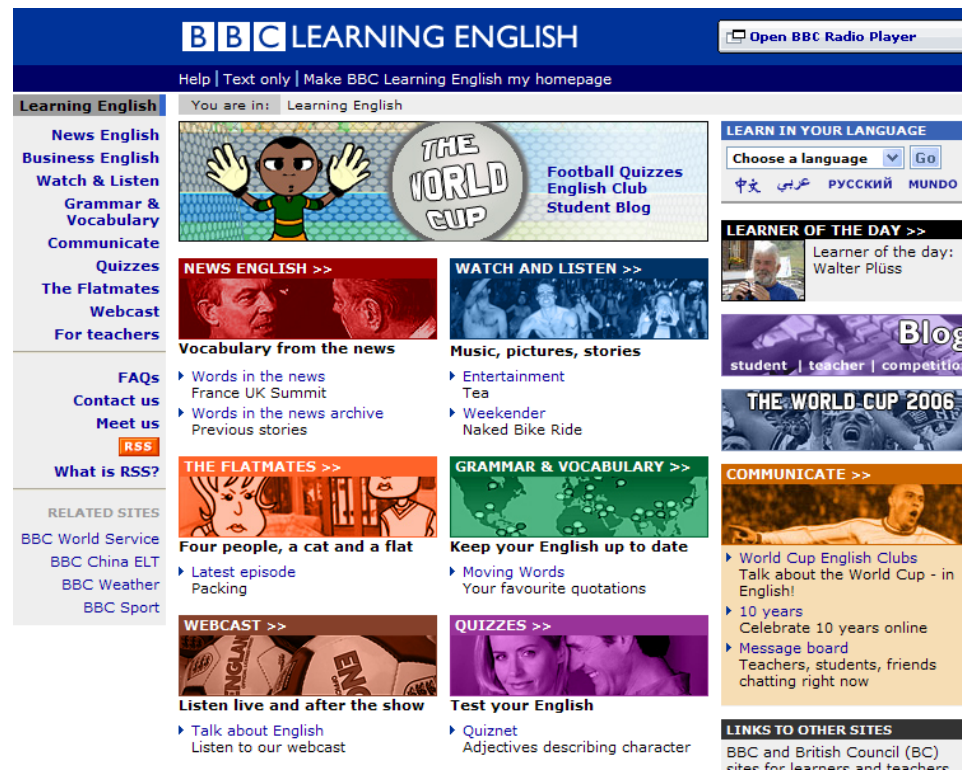 BBC LEARNING ENGLISH
Open BBC Radio Player
Help | Text only | Make BBC Learning English my homepage
Learning English
You are in: Learning English
News English
Business English
Watch & Listen
Grammar &
Vocabulary
Communicate
Quizzes
The Flatmates
Webcast
For teachers
FAQs
Contact us
Meet us
RSS
What is RSS?
RELATED SITES
BBC World Service
BBC China ELT
BBC Weather
BBC Sport
THE
WORLD
CUP
Football Quizzes
English Club
Student Blog
NEWS ENGLISH >>
Vocabulary from the news
Words in the news
France UK Summit
Words in the news archive
Previous stories
WATCH AND LISTEN >>
Music, pictures, stories
Entertainment
Tea
Weekender
Naked Bike Ride
THE FLATMATES >>
Four people, a cat and a flat
Latest episode
Packing
GRAMMAR & VOCABULARY >>
Keep your English up to date
Moving Words
Your favourite quotations
WEBCAST >>
ENGLAND
ENG
Listen live and after the show
Talk about English
Listen to our webcast
QUIZZES >>
Test your English
Quiznet
Adjectives describing character
LEARN IN YOUR LANGUAGE
Choose a language Go
中文 عربي РУССКИЙ MUNDO
LEARNER OF THE DAY >>
Learner of the day:
Walter Plüss
Blog
student | teacher | competitio
THE WORLD CUP 2006
COMMUNICATE >>
World Cup English Clubs
Talk about the World Cup - in
English!
10 years
Celebrate 10 years online
Message board
Teachers, students, friends
chatting right now
LINKS TO OTHER SITES
BBC and British Council (BC)
sites for learners and teachers